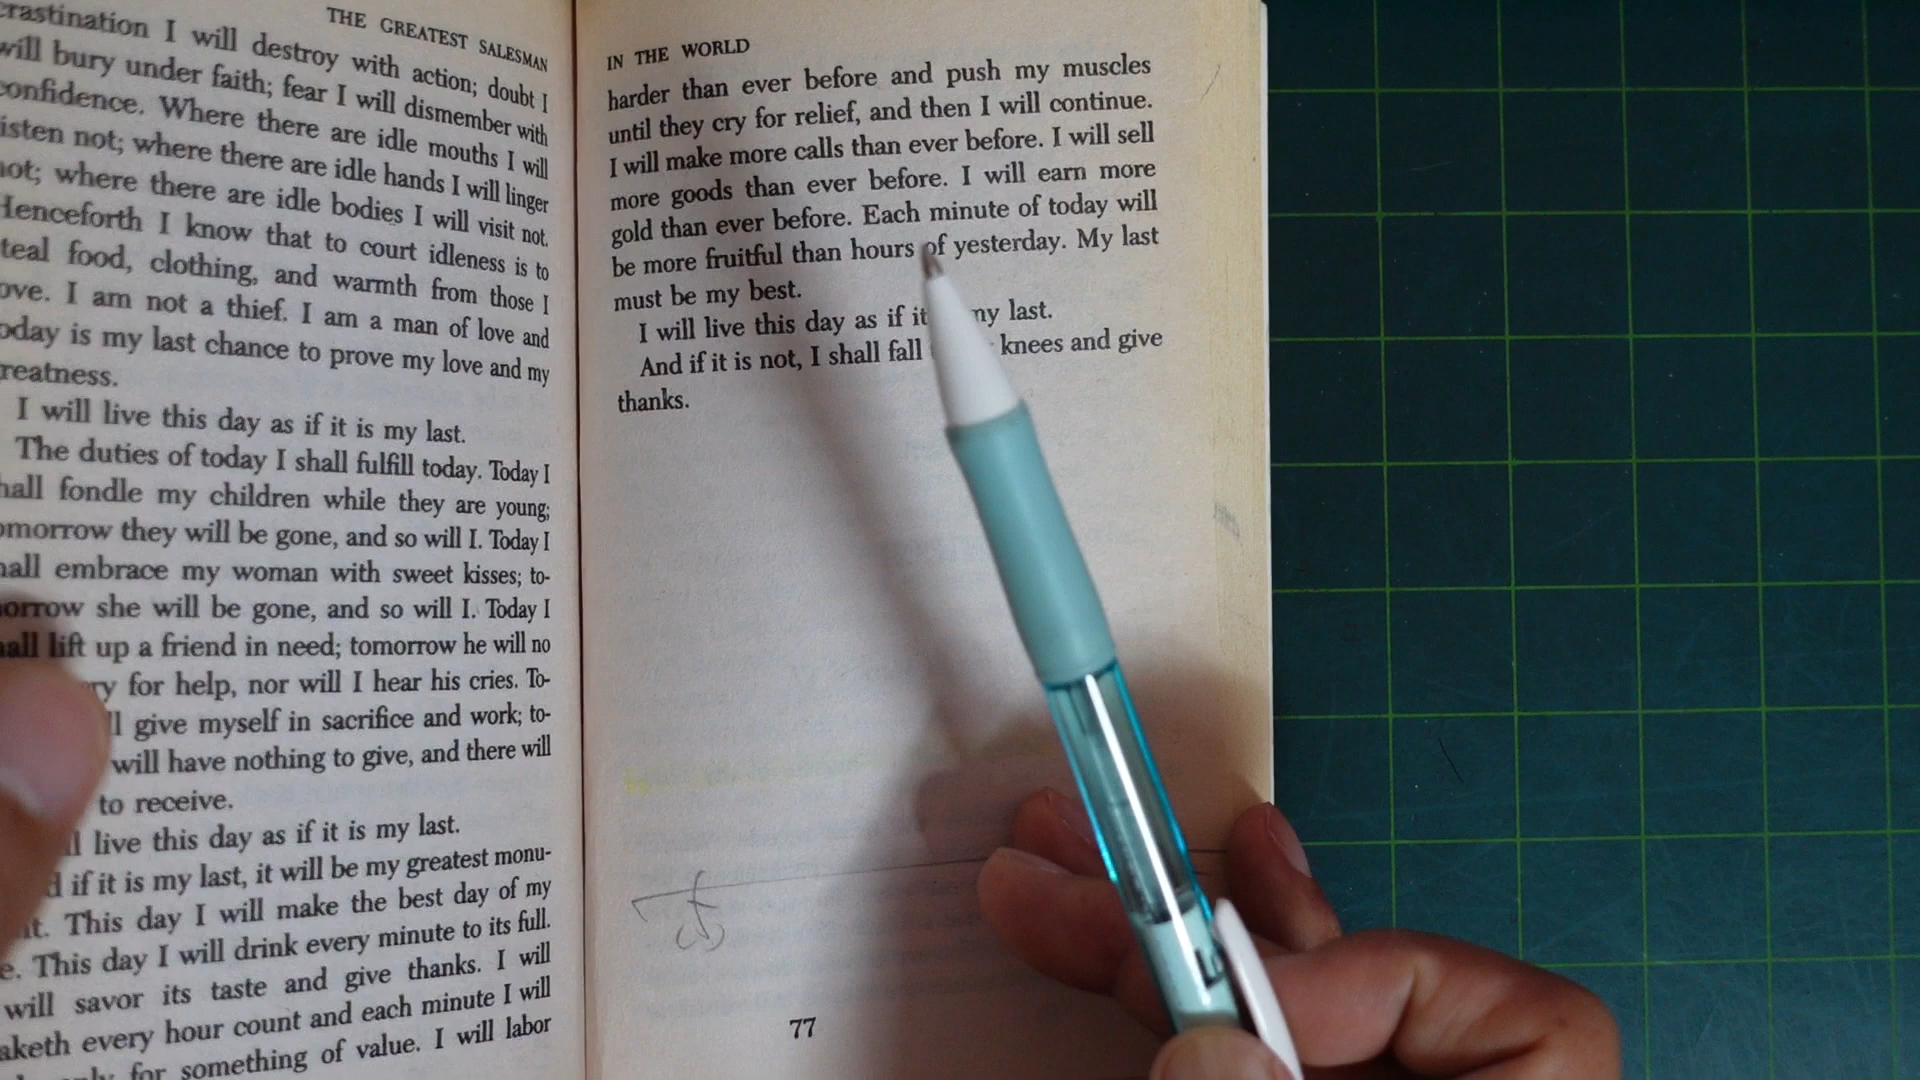 THE GREATEST SALESMAN
I will destroy with action; doubt I
will bury under faith; fear I will dismember with
confidence. Where there are idle mouths I will
listen not; where there are idle hands I will linger
not; where there are idle bodies I will visit not.
Henceforth I know that to court idleness is to
steal food, clothing, and warmth from those I
love. I am not a thief. I am a man of love and
today is my last chance to prove my love and my
greatness.
I will live this day as if it is my last.
The duties of today I shall fulfill today. Today I
shall fondle my children while they are young;
tomorrow they will be gone, and so will I. Today I
shall embrace my woman with sweet kisses; to-
morrow she will be gone, and so will I. Today I
shall lift up a friend in need; tomorrow he will no
for help, nor will I hear his cries. To-
give myself in sacrifice and work; to-
will have nothing to give, and there will
to receive.
live this day as if it is my last.
if it is my last, it will be my greatest monu-
This day I will make the best day of my
This day I will drink every minute to its full.
will savor its taste and give thanks. I will
maketh every hour count and each minute I will
for something of value. I will labor
IN THE WORLD
harder than ever before and push my muscles
until they cry for relief, and then I will continue.
I will make more calls than ever before. I will sell
more goods than ever before. I will earn more
gold than ever before. Each minute of today will
be more fruitful than hours of yesterday. My last
must be my best.
I will live this day as if it my last.
And if it is not, I shall fall knees and give
thanks.
77